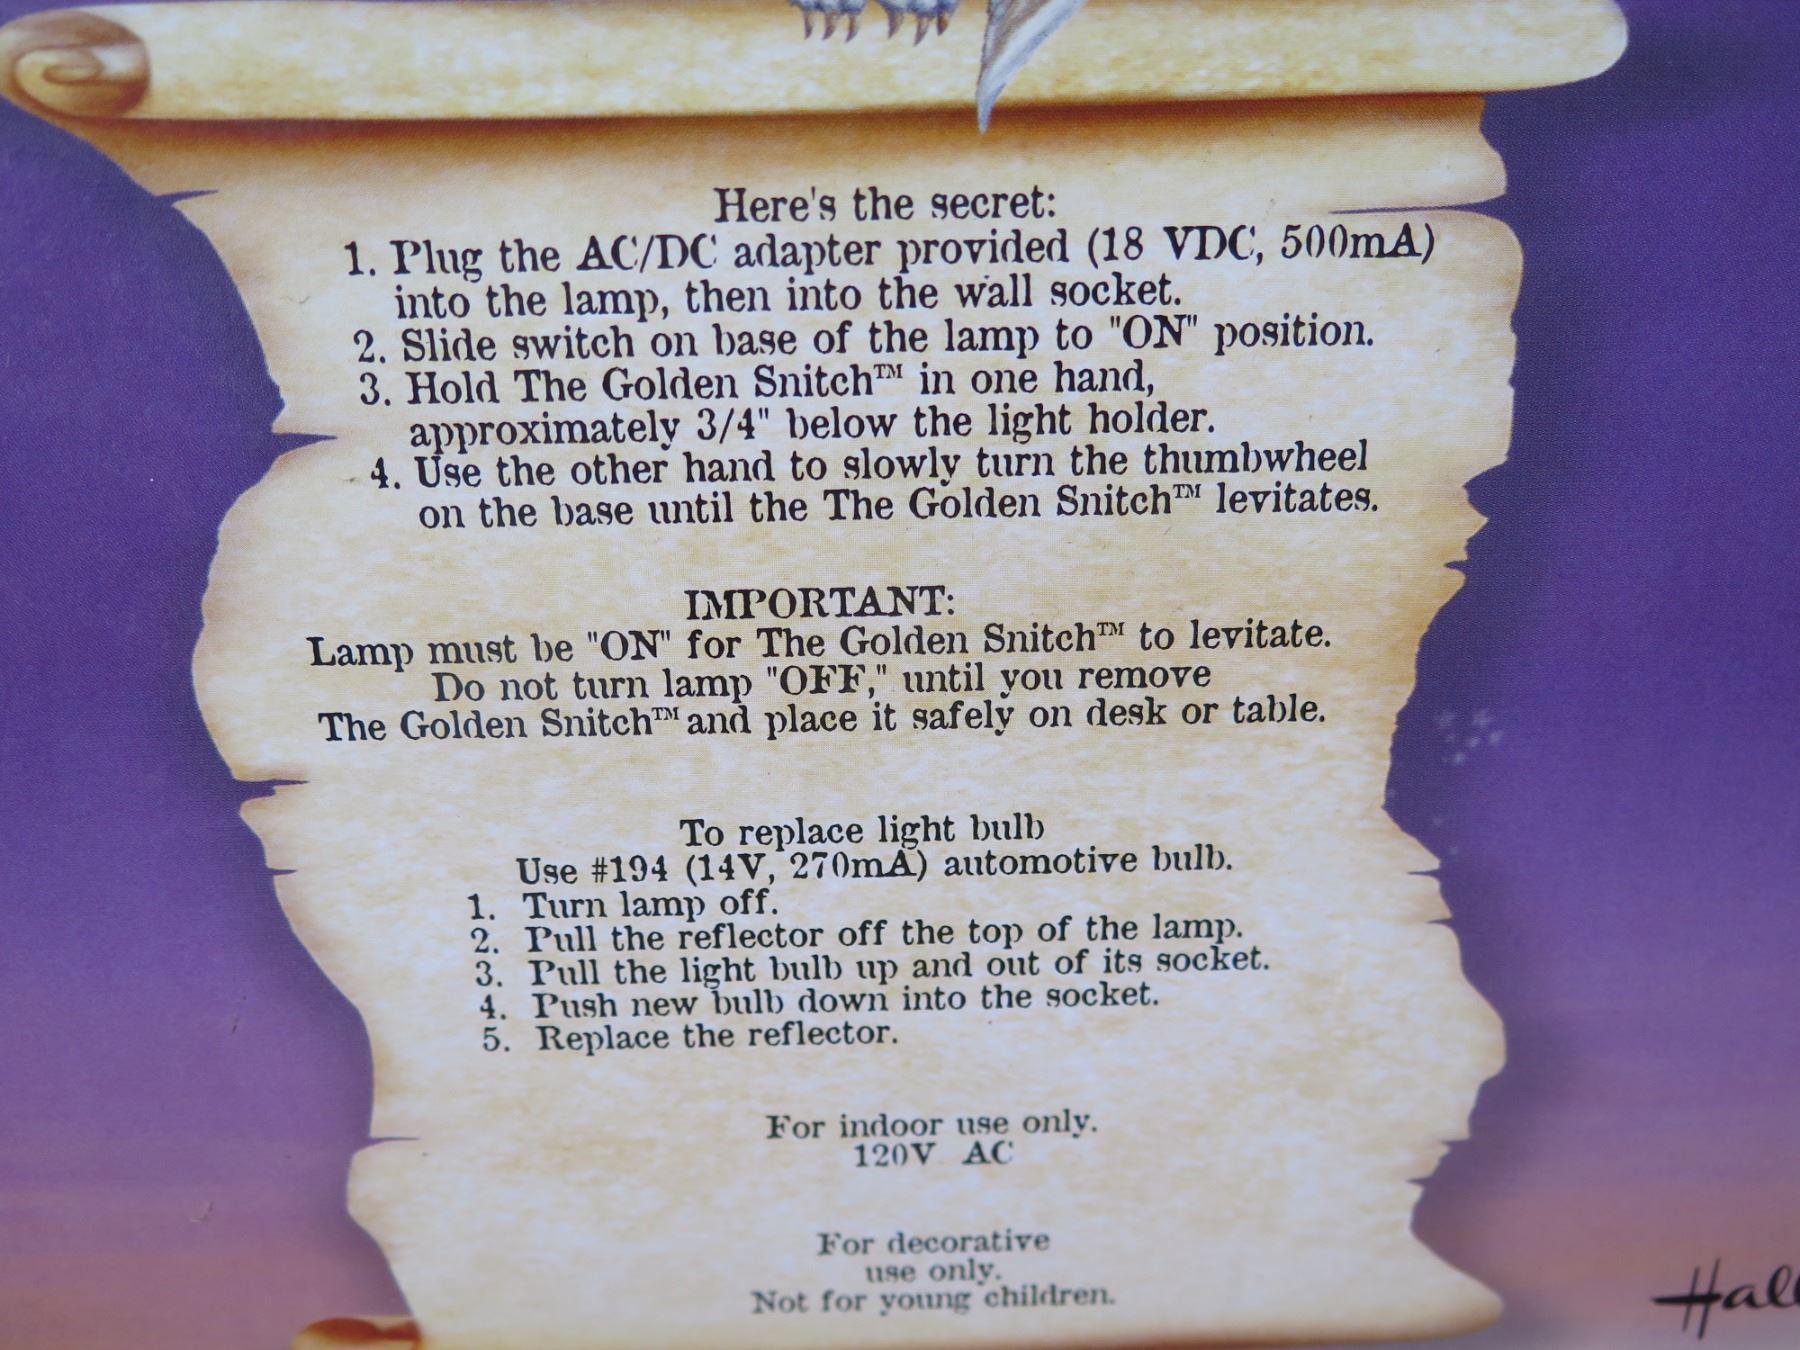 Here's the secret:
1. Plug the AC/DC adapter provided (18 VDC, 500mA)
into the lamp, then into the wall socket.
2. Slide switch on base of the lamp to "ON" position.
3. Hold The Golden Snitch™ in one hand,
approximately 3/4" below the light holder.
4. Use the other hand to slowly turn the thumbwheel
on the base until the The Golden Snitch™ levitates.
IMPORTANT:
Lamp must be "ON" for The Golden Snitch™ to levitate.
Do not turn lamp "OFF," until you remove
The Golden Snitch™ and place it safely on desk or table.
To replace light bulb
Use #194 (14V, 270mA) automotive bulb.
1. Turn lamp off.
2. Pull the reflector off the top of the lamp.
3. Pull the light bulb up and out of its socket.
4. Push new bulb down into the socket.
5. Replace the reflector.
For indoor use only.
120V AC
For decorative
use only.
Not for young children.